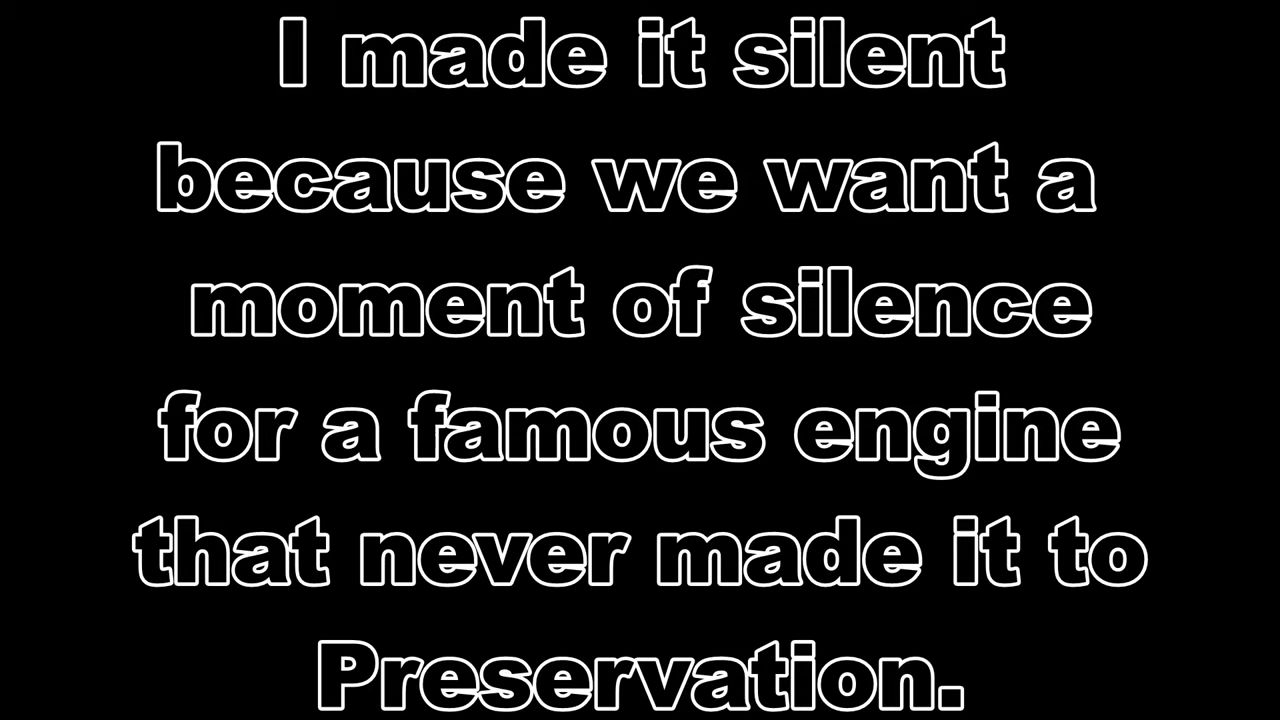 I made it silent
because we want a
moment of silence
for a famous engine
that never made it to
Preservation.